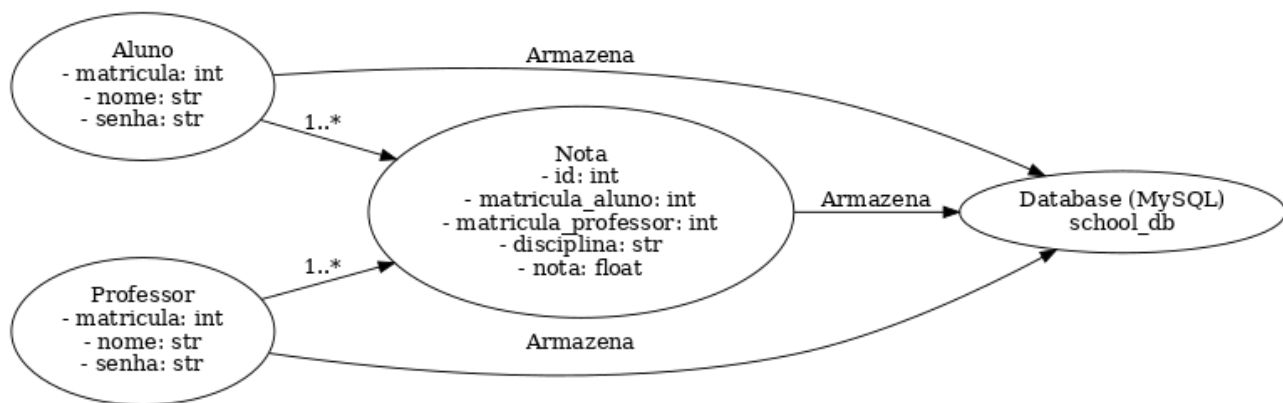 Aluno
- matricula: int
- nome: str
- senha: str
Armazena
1..*
Nota
- id: int
- matricula_aluno: int
- matricula_professor: int
- disciplina: str
- nota: float
Armazena
Database (MySQL)
school_db
1..*
Professor
- matricula: int
- nome: str
- senha: str
Armazena